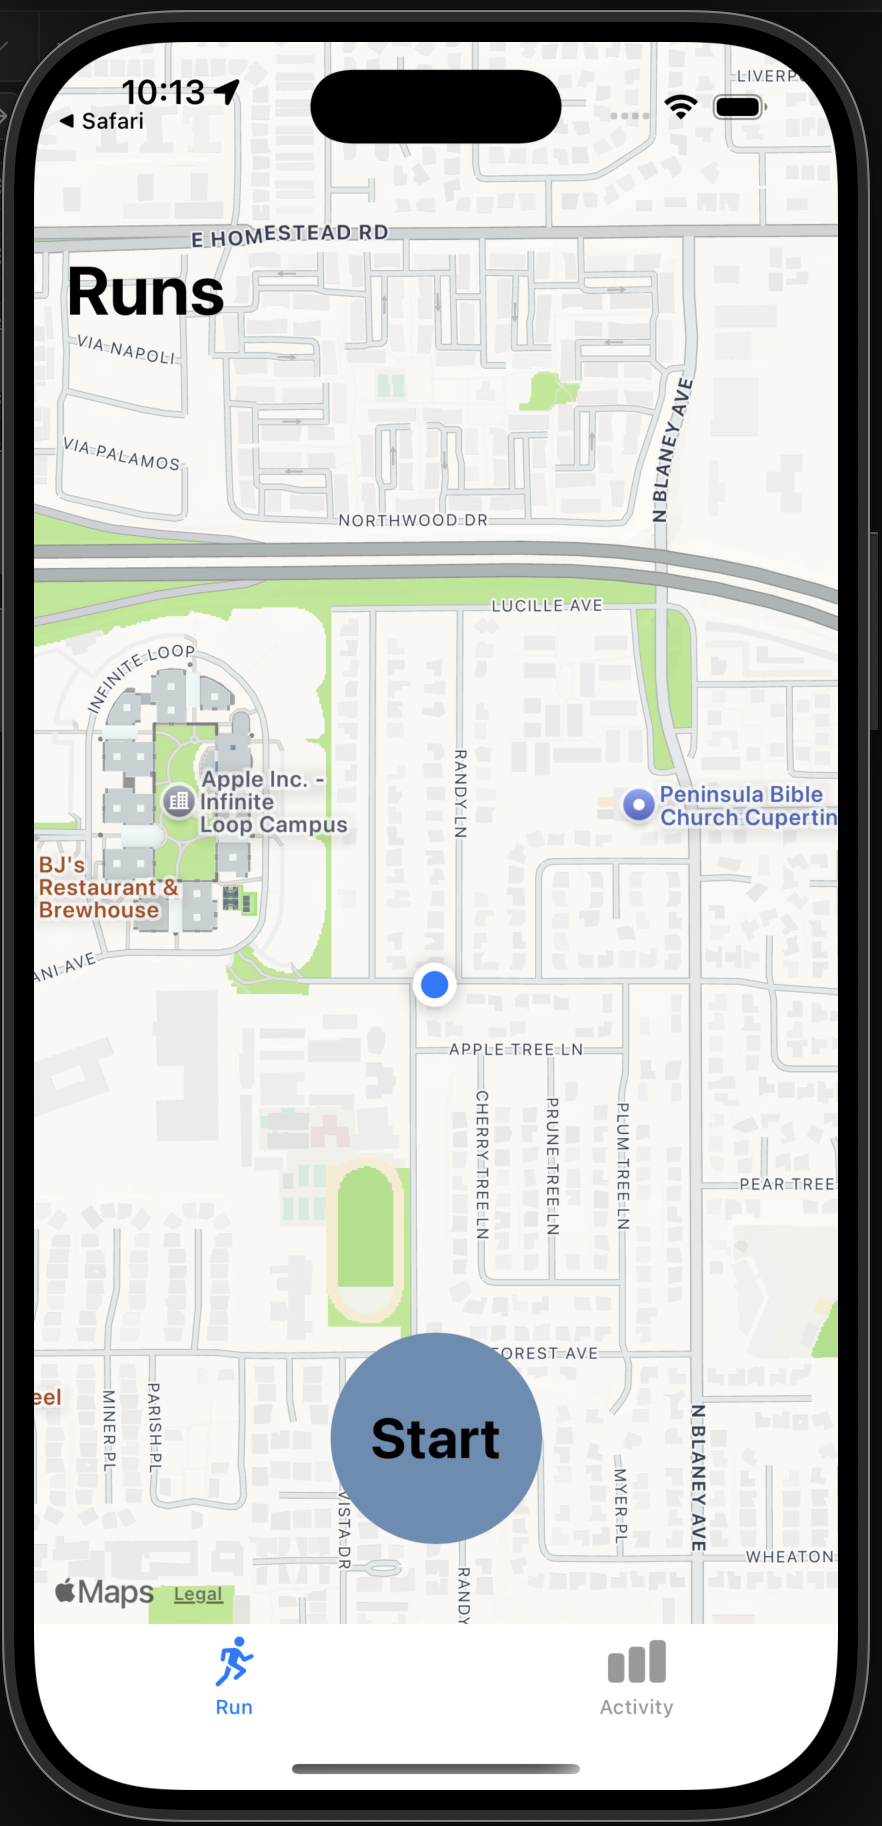 10:13
Safari
LIVERP
E HOMESTEAD RD
Runs
VIA NAPOLI
VIA PALAMOS
N BLANEY AVE
NORTHWOOD DR
LUCILLE AVE
INFINITE LOOP
RANDY LN
Apple Inc. -
Infinite
Loop Campus
Peninsula Bible
Church Cupertin
BJ's
Restaurant &
Brewhouse
ANI AVE
APPLE TREE LN
CHERRY TREE LN
PRUNE TREE LN
PLUM TREE LN
PEAR TREE
FOREST AVE
eel
MINER PL
PARISH PL
Start
N BLANEY AVE
VISTA DR
MYER PL
WHEATON
RANDY
Maps
Legal
Run
Activity